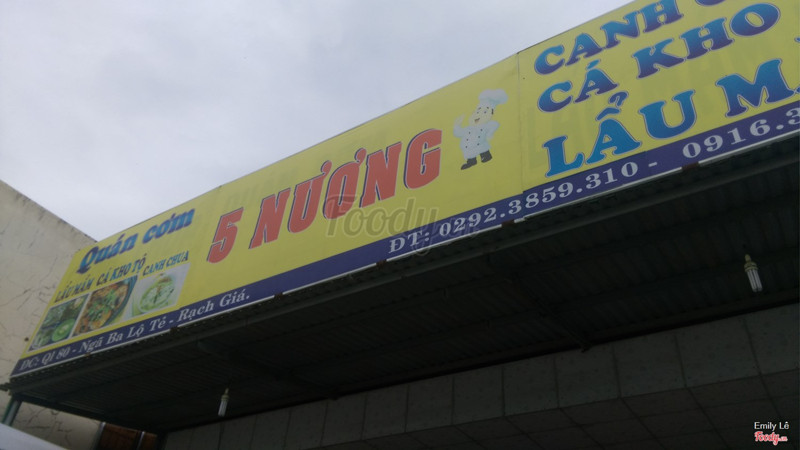 Quán cơm
5 NƯƠNG
LẨU MẮM CÁ KHO TỘ CANH CHUA
ĐC: Ql 80 - Ngã Ba Lộ Tẻ - Rạch Giá.
ĐT: 0292.3859.310 - 0916.3
CANH
CÁ KHO
LẨU M
Foody
Emily Lê
Foody.vn